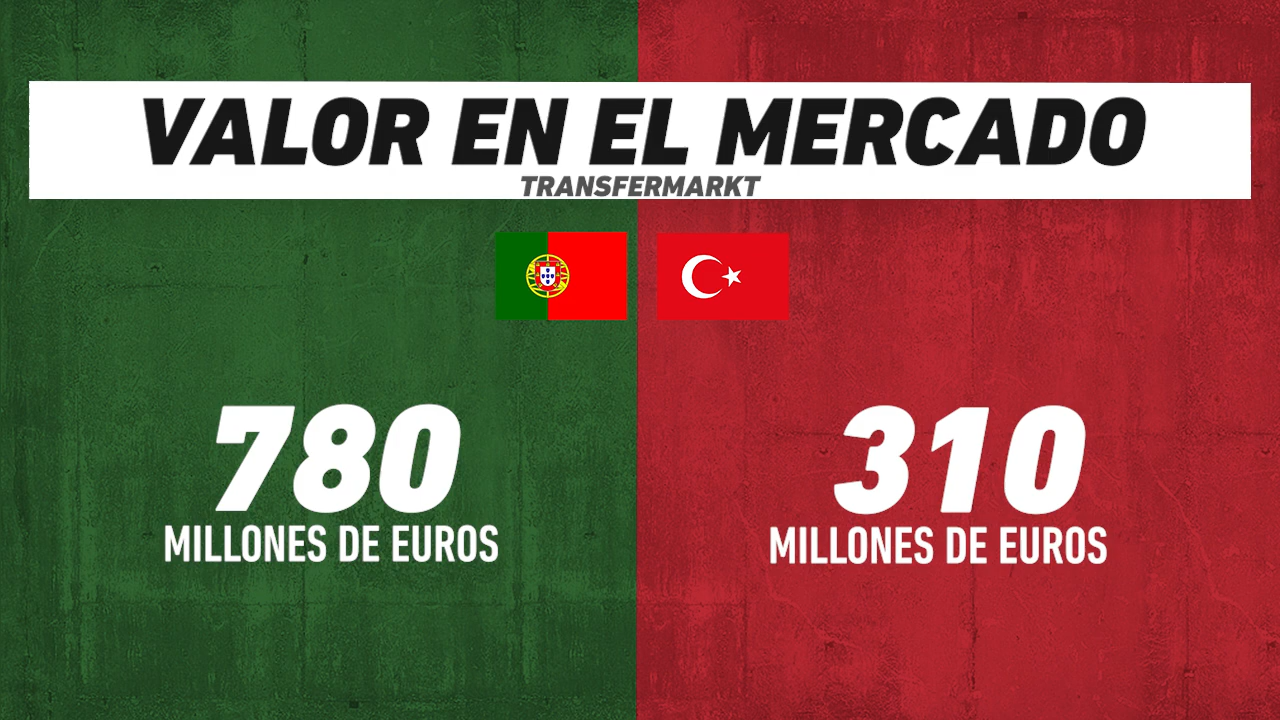 VALOR EN EL MERCADO
TRANSFERMARKT
780
MILLONES DE EUROS
310
MILLONES DE EUROS